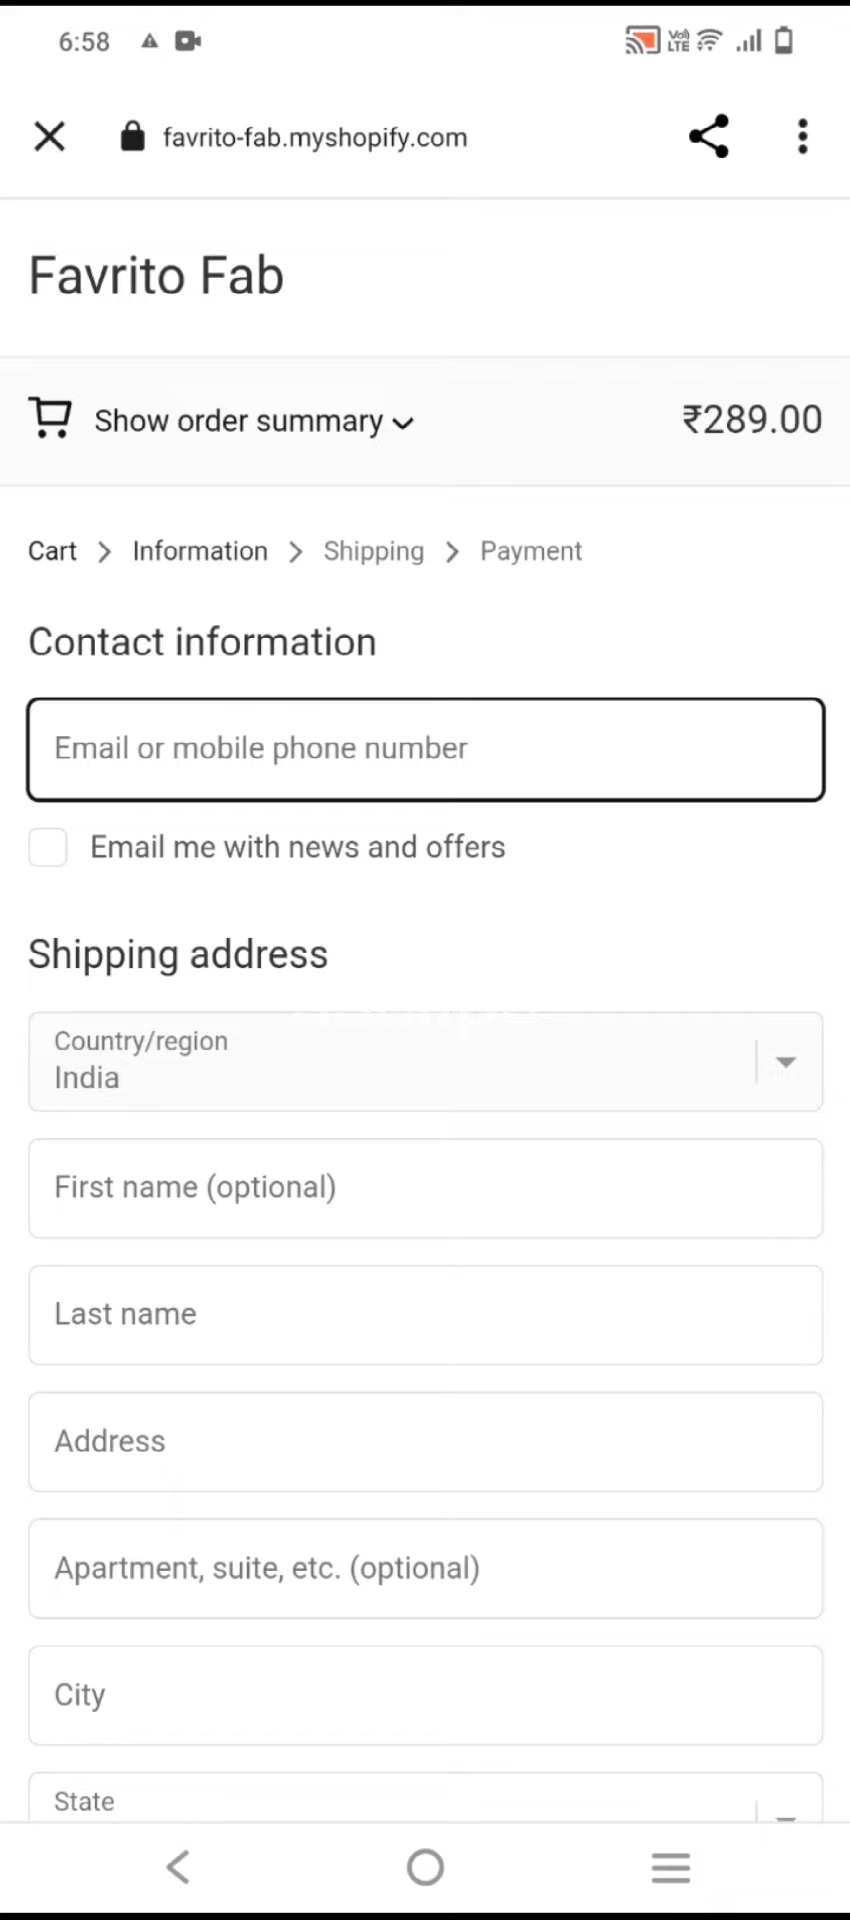 6:58
Vo) LTE
favrito-fab.myshopify.com
Favrito Fab
Show order summary ₹289.00
Cart > Information > Shipping > Payment
Contact information
Email or mobile phone number
Email me with news and offers
Shipping address
Country/region
India
First name (optional)
Last name
Address
Apartment, suite, etc. (optional)
City
State